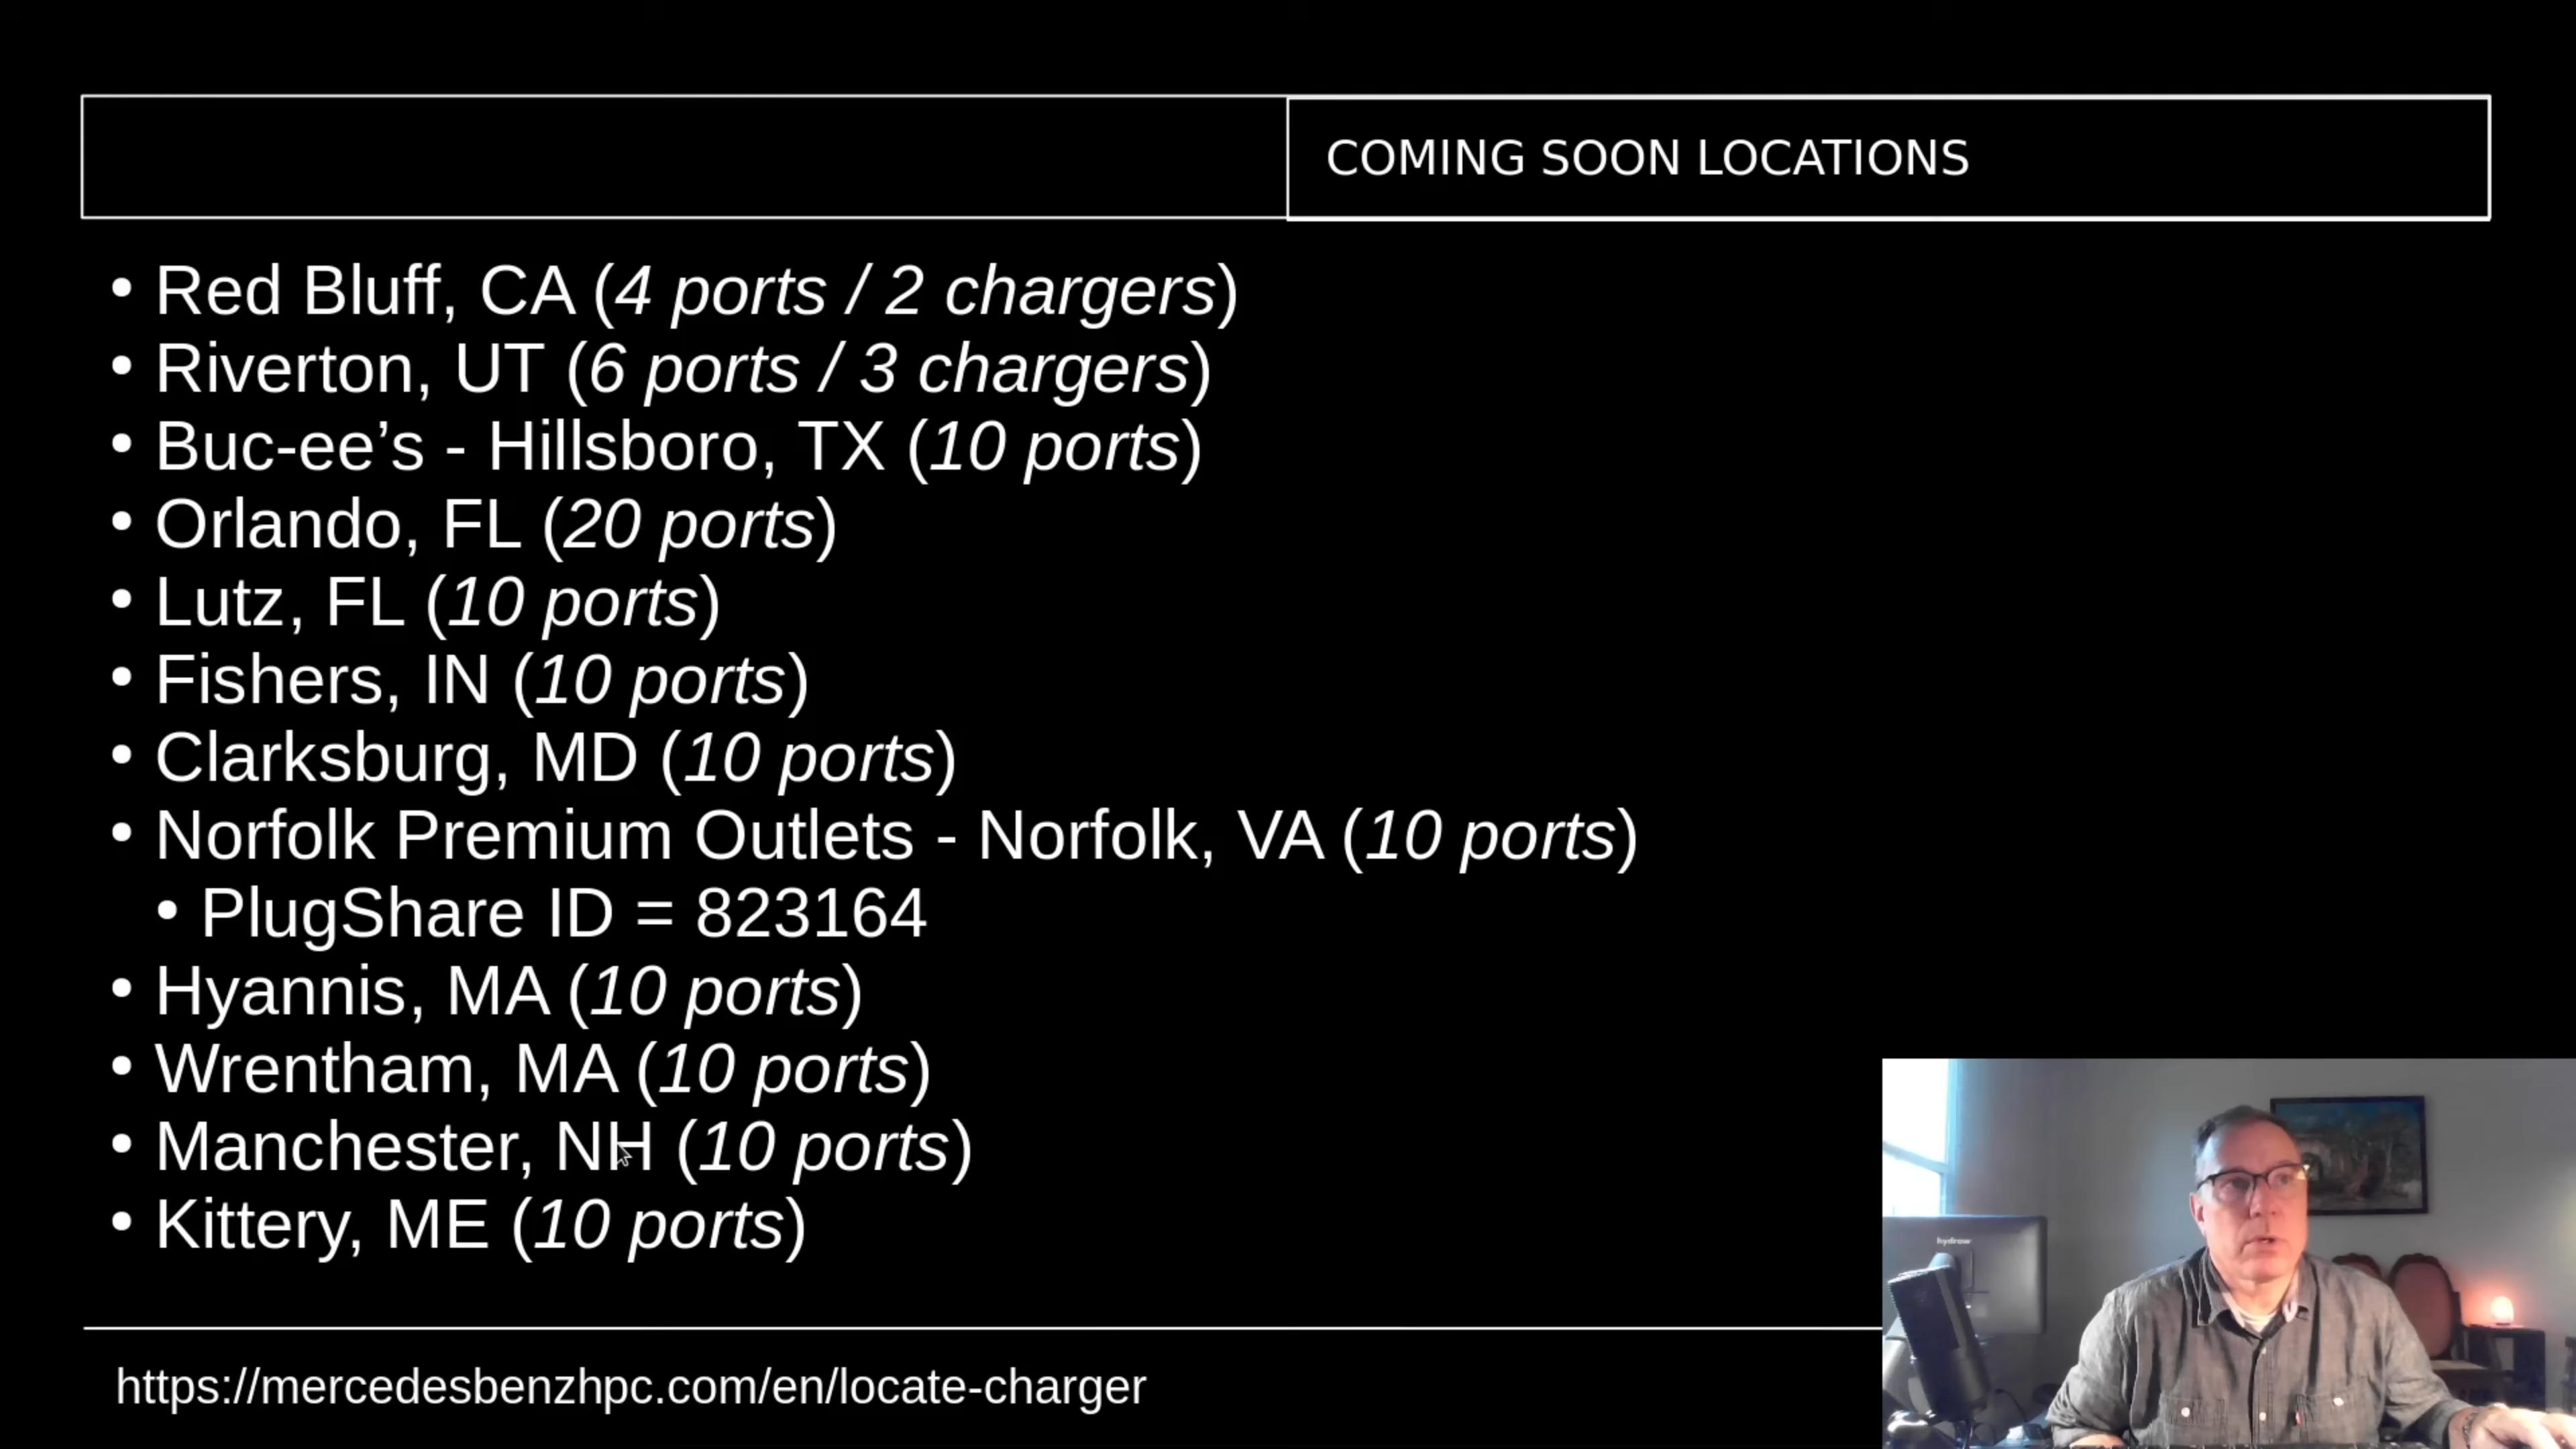 COMING SOON LOCATIONS
• Red Bluff, CA (4 ports / 2 chargers)
• Riverton, UT (6 ports / 3 chargers)
• Buc-ee’s - Hillsboro, TX (10 ports)
• Orlando, FL (20 ports)
• Lutz, FL (10 ports)
• Fishers, IN (10 ports)
• Clarksburg, MD (10 ports)
• Norfolk Premium Outlets - Norfolk, VA (10 ports)
• PlugShare ID = 823164
• Hyannis, MA (10 ports)
• Wrentham, MA (10 ports)
• Manchester, NH (10 ports)
• Kittery, ME (10 ports)
https://mercedesbenzhpc.com/en/locate-charger
hydrow